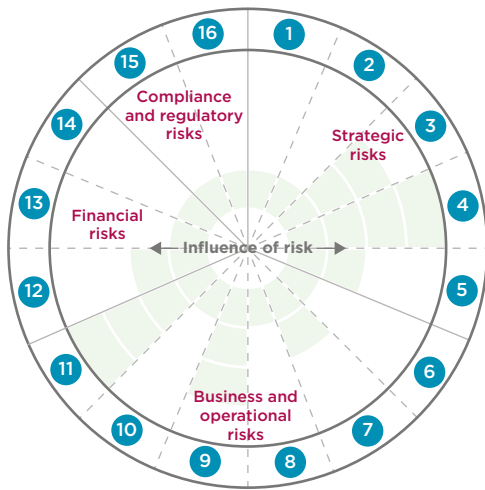 16
1
15
2
Compliance
and regulatory
risks
14
3
Strategic
risks
13
4
Financial
risks
Influence of risk
12
5
11
6
Business and
operational
risks
10
7
9
8